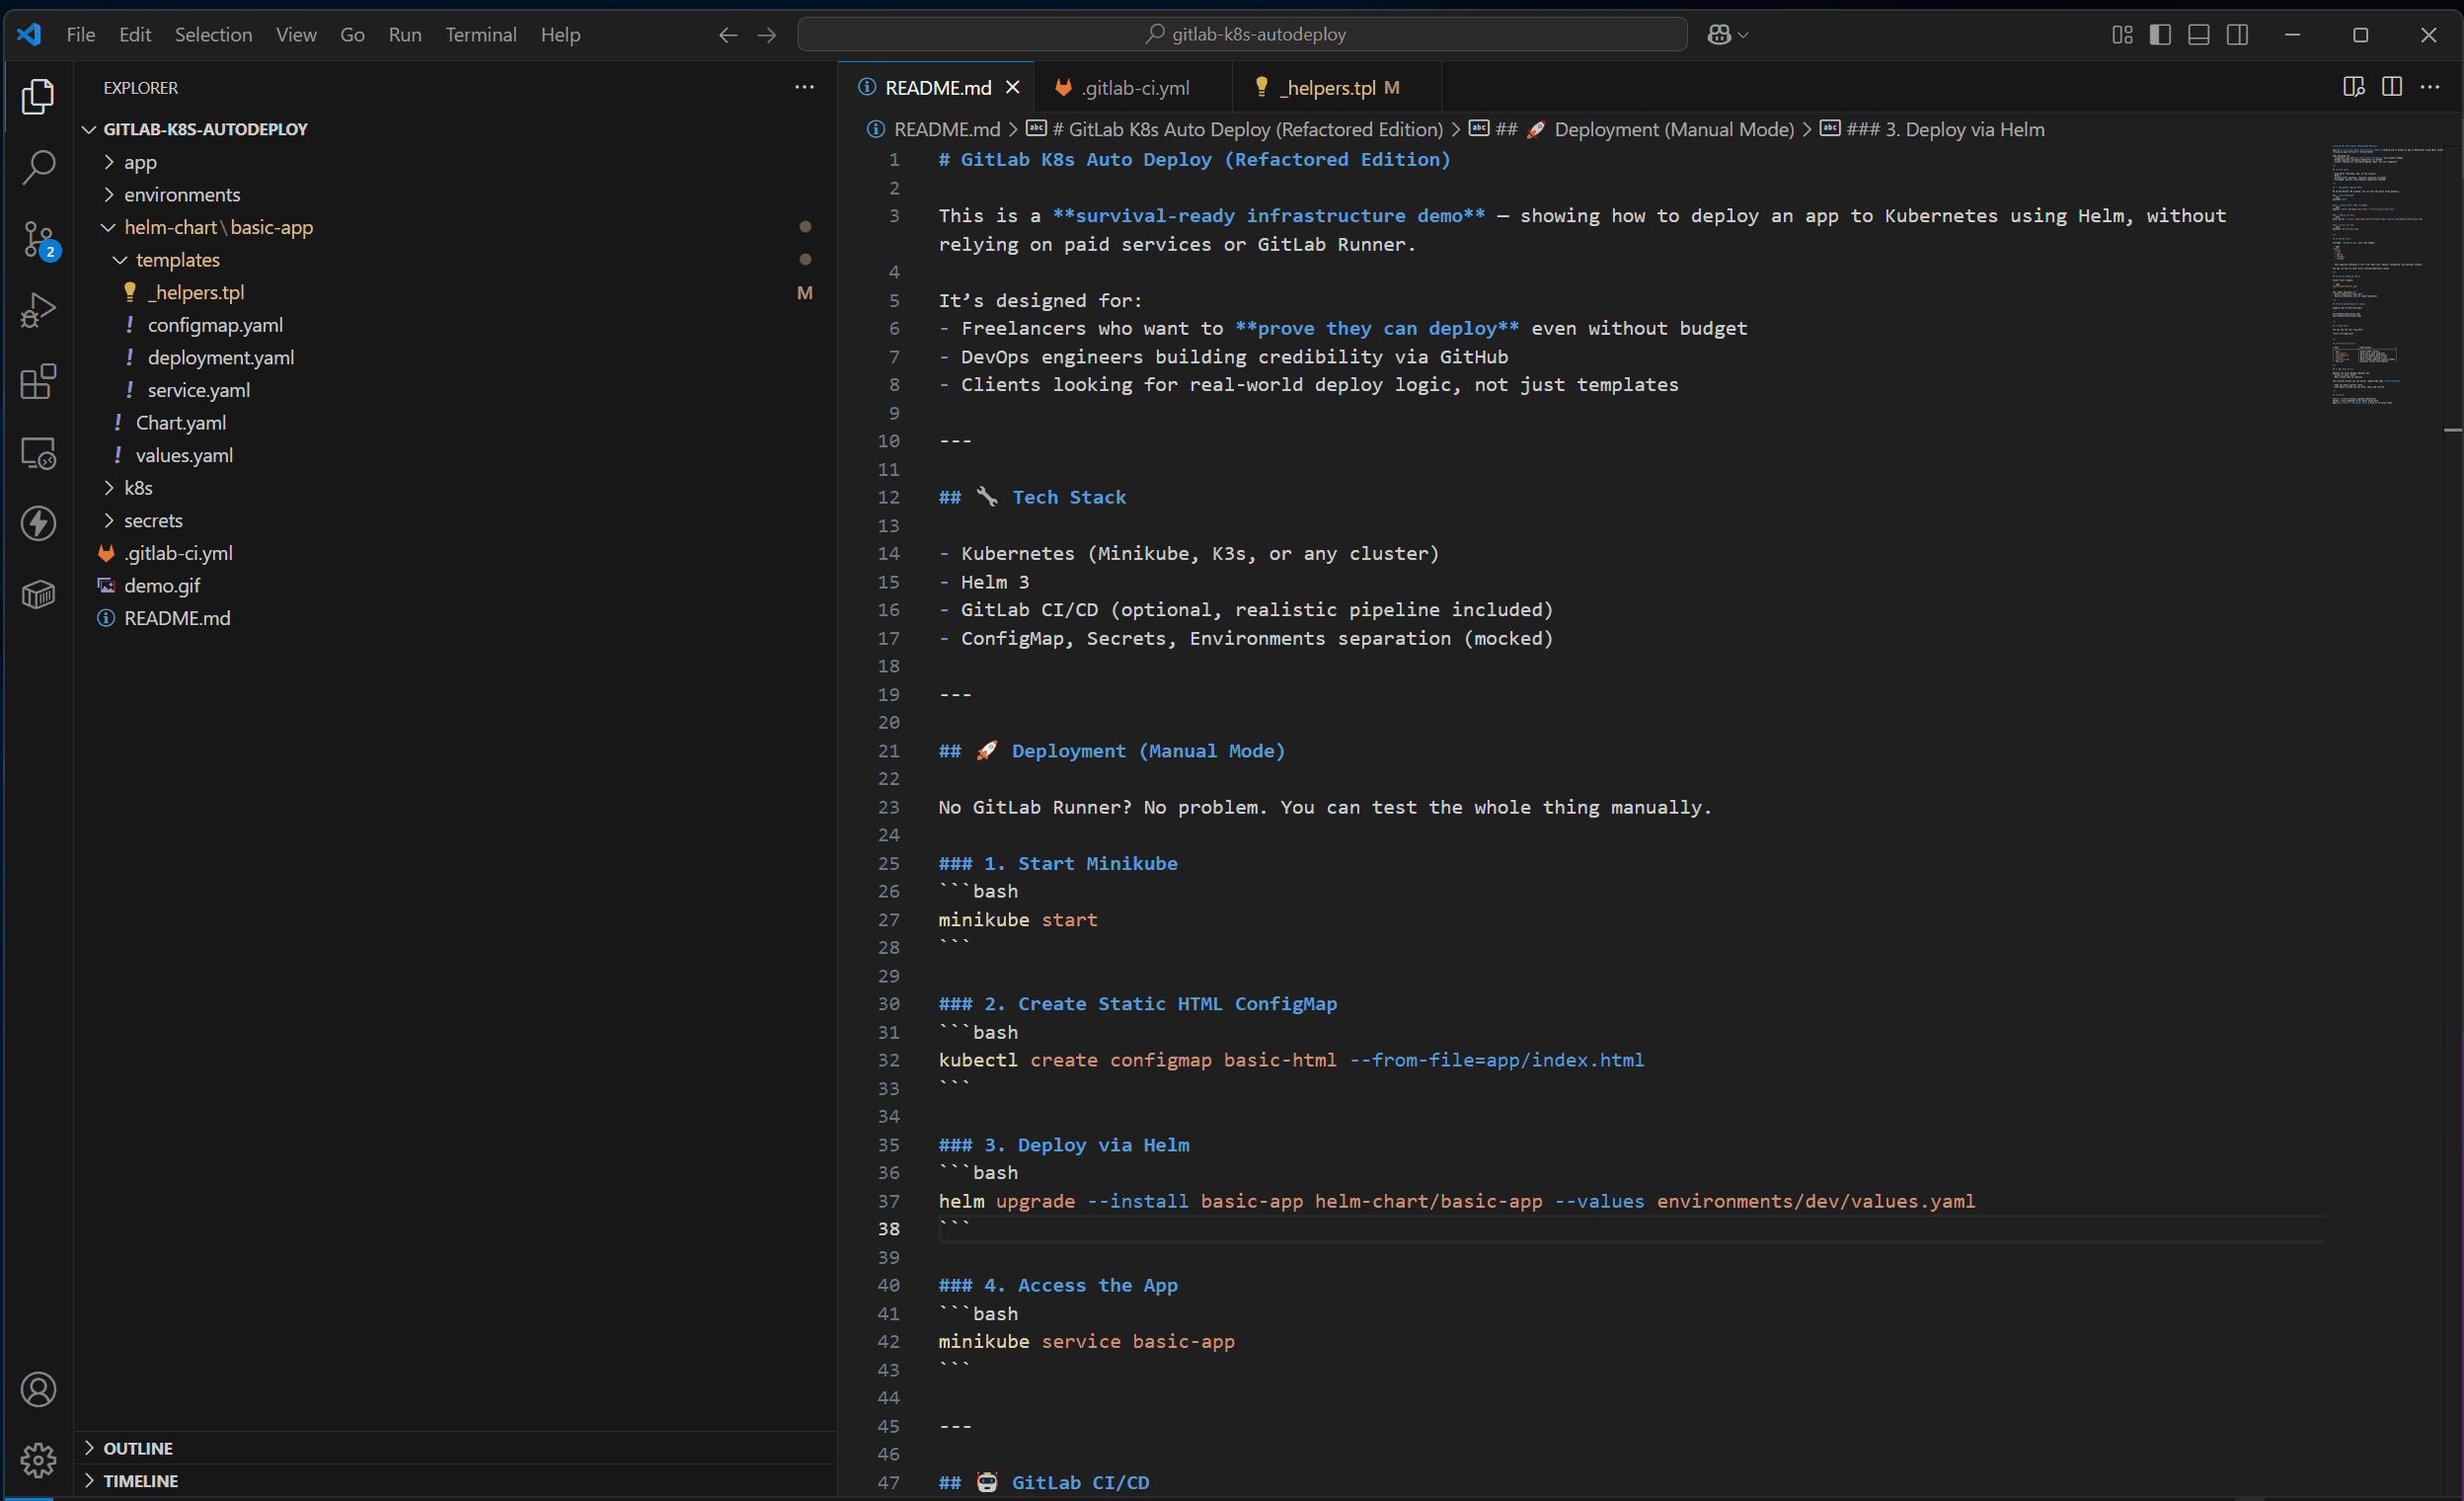 File Edit Selection View Go Run Terminal Help
gitlab-k8s-autodeploy
EXPLORER
GITLAB-K8S-AUTODEPLOY
app
environments
helm-chart\basic-app
templates
_helpers.tpl M
configmap.yaml
deployment.yaml
service.yaml
Chart.yaml
values.yaml
k8s
secrets
.gitlab-ci.yml
demo.gif
README.md
2
OUTLINE
TIMELINE
README.md .gitlab-ci.yml _helpers.tpl M
README.md > # GitLab K8s Auto Deploy (Refactored Edition) > ## 🚀 Deployment (Manual Mode) > ### 3. Deploy via Helm
1 # GitLab K8s Auto Deploy (Refactored Edition)
2
3 This is a **survival-ready infrastructure demo** — showing how to deploy an app to Kubernetes using Helm, without
relying on paid services or GitLab Runner.
4
5 It’s designed for:
6 - Freelancers who want to **prove they can deploy** even without budget
7 - DevOps engineers building credibility via GitHub
8 - Clients looking for real-world deploy logic, not just templates
9
10 ---
11
12 ## 🔧 Tech Stack
13
14 - Kubernetes (Minikube, K3s, or any cluster)
15 - Helm 3
16 - GitLab CI/CD (optional, realistic pipeline included)
17 - ConfigMap, Secrets, Environments separation (mocked)
18
19 ---
20
21 ## 🚀 Deployment (Manual Mode)
22
23 No GitLab Runner? No problem. You can test the whole thing manually.
24
25 ### 1. Start Minikube
26 ```bash
27 minikube start
28 ```
29
30 ### 2. Create Static HTML ConfigMap
31 ```bash
32 kubectl create configmap basic-html --from-file=app/index.html
33 ```
34
35 ### 3. Deploy via Helm
36 ```bash
37 helm upgrade --install basic-app helm-chart/basic-app --values environments/dev/values.yaml
38 ```
39
40 ### 4. Access the App
41 ```bash
42 minikube service basic-app
43 ```
44
45 ---
46
47 ## 🤖 GitLab CI/CD